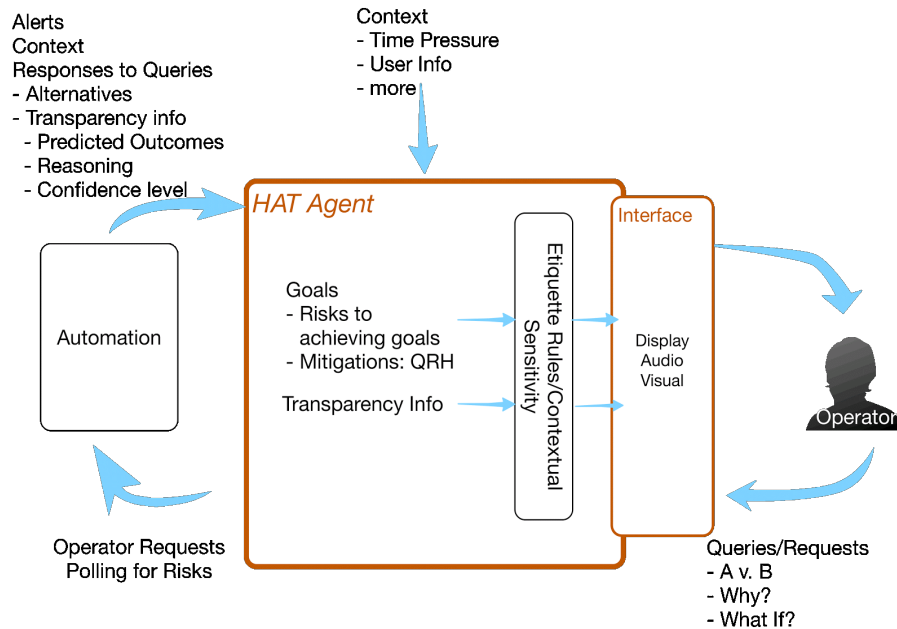 Alerts
Context
Responses to Queries
- Alternatives
- Transparency info
- Predicted Outcomes
- Reasoning
- Confidence level
Context
- Time Pressure
- User Info
- more
HAT Agent
Interface
Automation
Goals
- Risks to
achieving goals
- Mitigations: QRH
Transparency Info
Etiquette Rules/Contextual
Sensitivity
Display
Audio
Visual
Operator
Operator Requests
Polling for Risks
Queries/Requests
- A v. B
- Why?
- What If?